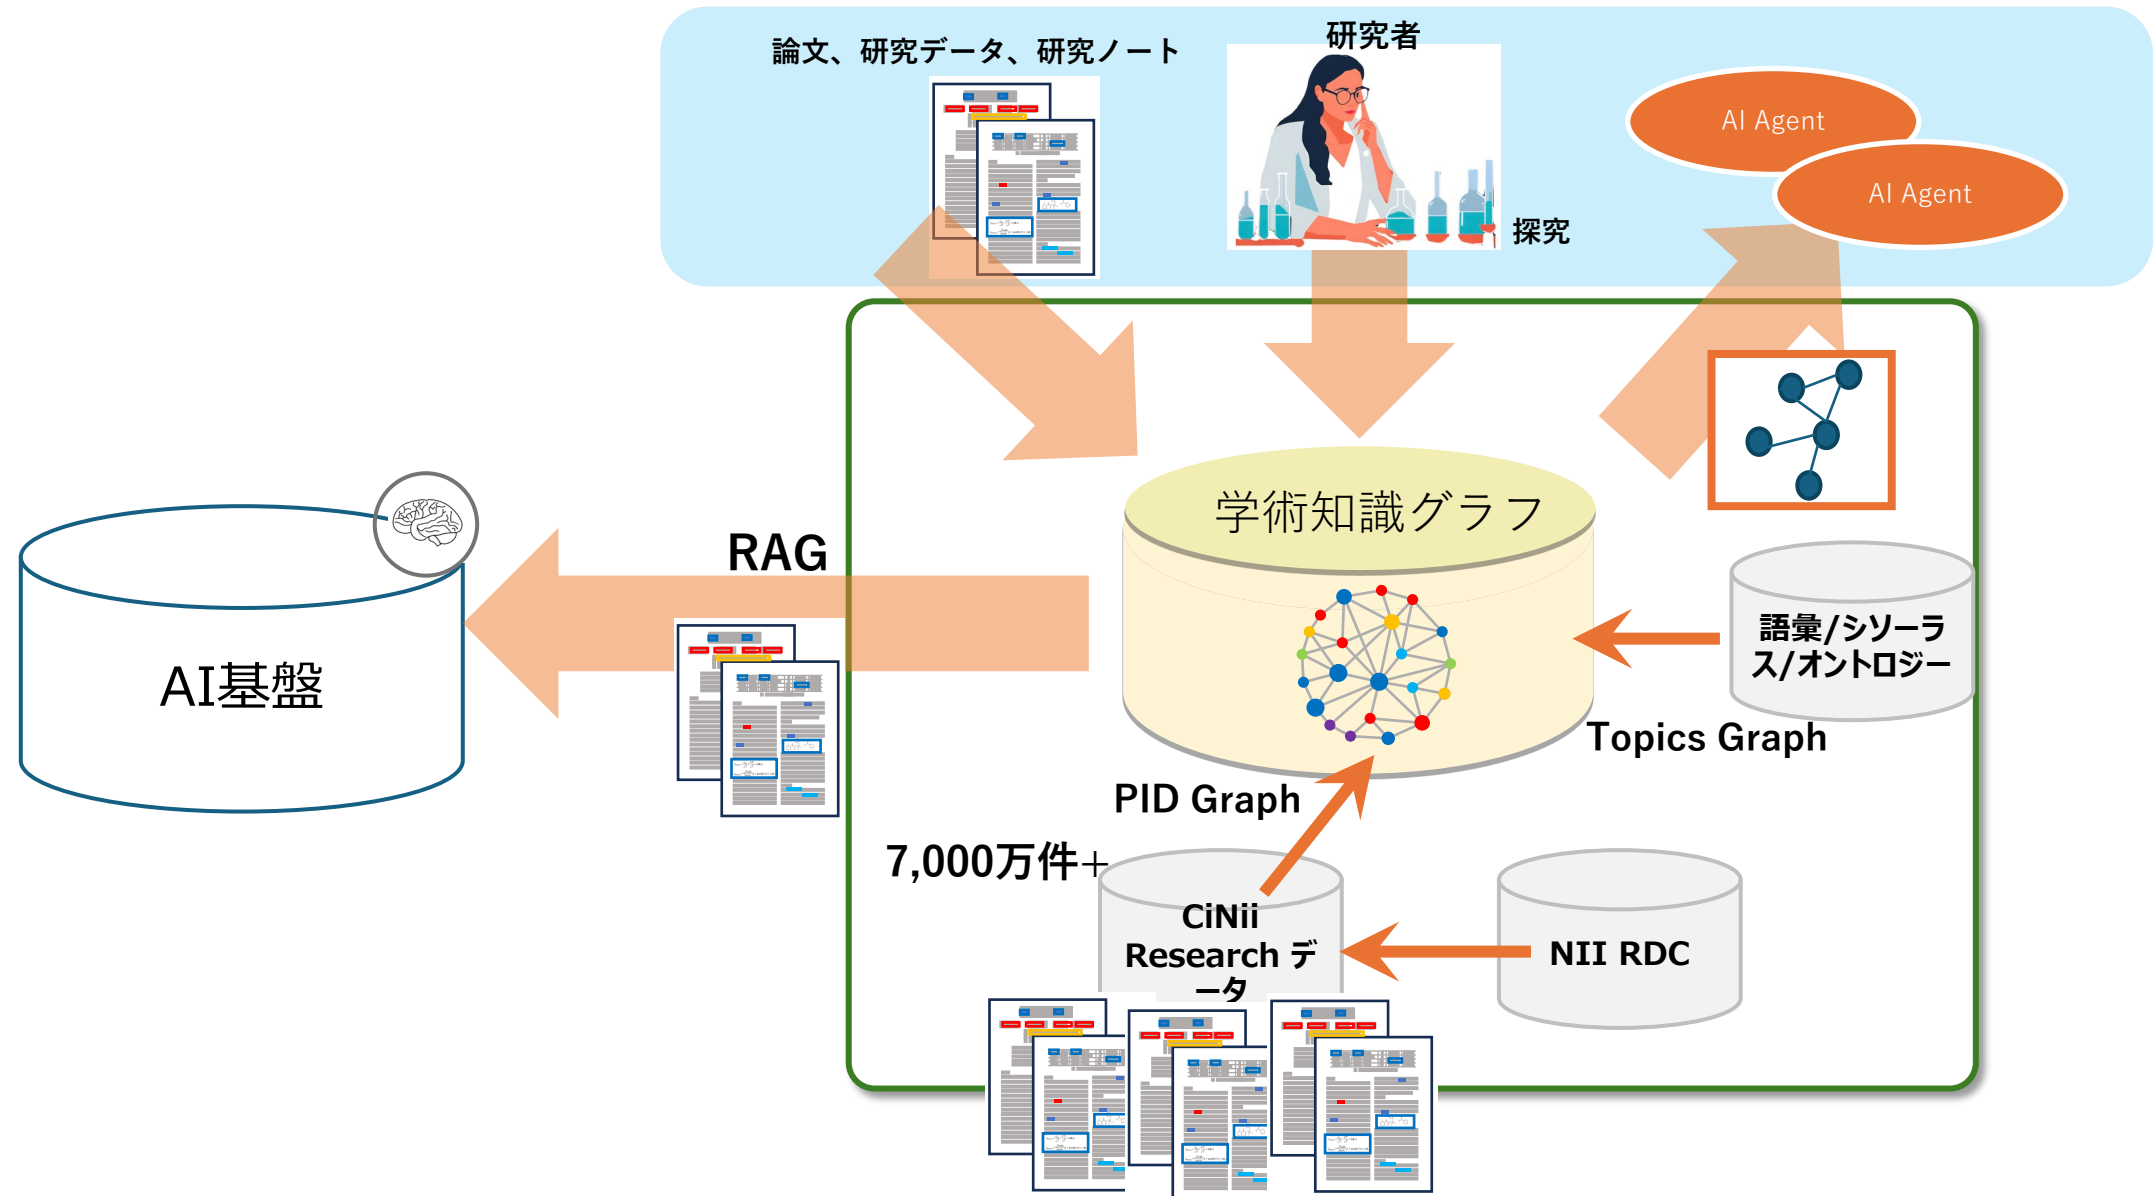 論文、研究データ、研究ノート
研究者
AI Agent
AI Agent
探究
学術知識グラフ
RAG
語彙/シソーラ
ス/オントロジー
AI基盤
Topics Graph
PID Graph
7,000万件+
CiNii
Research デ
ータ
NII RDC